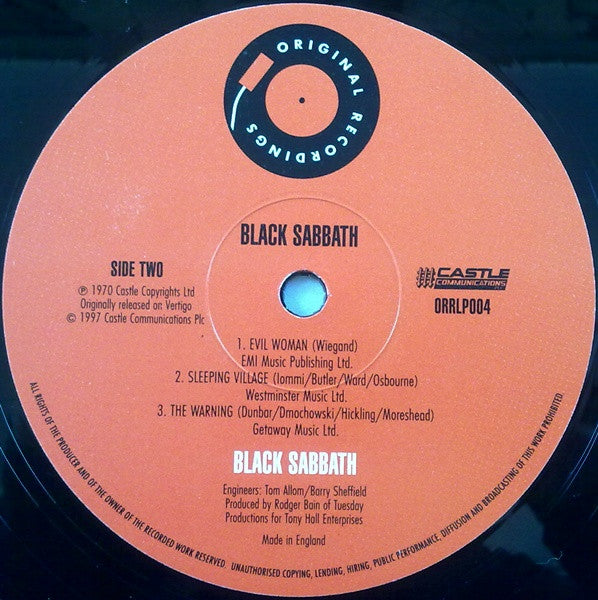 ORIGINAL RECORDINGS
BLACK SABBATH
SIDE TWO
℗ 1970 Castle Copyrights Ltd
Originally released on Vertigo
© 1997 Castle Communications Plc
CASTLE
COMMUNICATIONS
ORRLP004
1. EVIL WOMAN (Wiegand)
EMI Music Publishing Ltd.
2. SLEEPING VILLAGE (Iommi/Butler/Ward/Osbourne)
Westminster Music Ltd.
3. THE WARNING (Dunbar/Dmochowski/Hickling/Moreshead)
Getaway Music Ltd.
BLACK SABBATH
Engineers: Tom Allom/Barry Sheffield
Produced by Rodger Bain of Tuesday
Productions for Tony Hall Enterprises
Made in England
ALL RIGHTS OF THE PRODUCER AND OF THE OWNER OF THE RECORDED WORK RESERVED. UNAUTHORISED COPYING, LENDING, HIRING, PUBLIC PERFORMANCE, DIFFUSION AND BROADCASTING OF THIS WORK PROHIBITED.